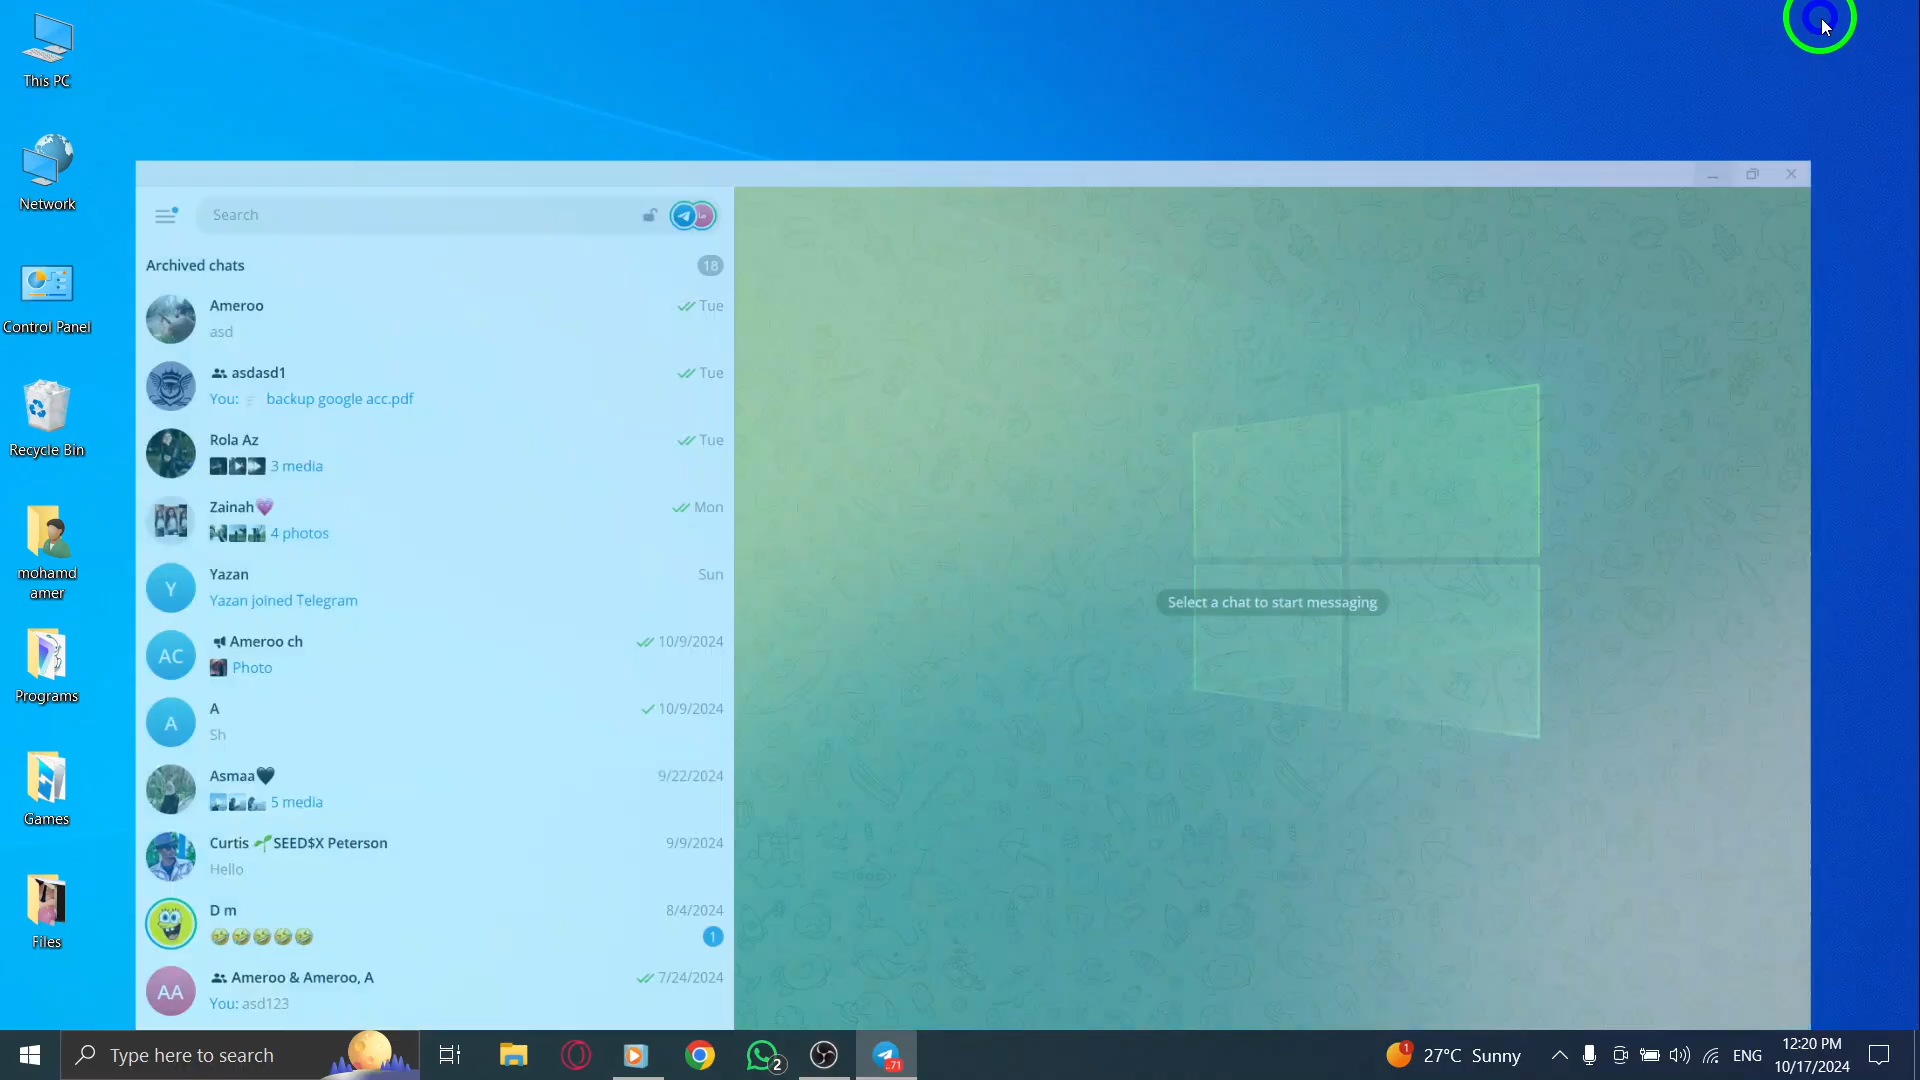 This PC
Network
Control Panel
Recycle Bin
mohamd
amer
Programs
Games
Files
Search
Archived chats 18
Ameroo Tue
asd
asdasd1 Tue
You: backup google acc.pdf
Rola Az Tue
3 media
Zainah💗 Mon
4 photos
Y
Yazan Sun
Yazan joined Telegram
AC
Ameroo ch 10/9/2024
Photo
A
A 10/9/2024
Sh
Asmaa🖤 9/22/2024
5 media
Curtis 🌱SEED$X Peterson 9/9/2024
Hello
D m 8/4/2024
🤣🤣🤣🤣🤣 1
AA
Ameroo & Ameroo, A 7/24/2024
You: asd123
Select a chat to start messaging
Type here to search
2
..71
1
27°C Sunny
ENG
12:20 PM
10/17/2024